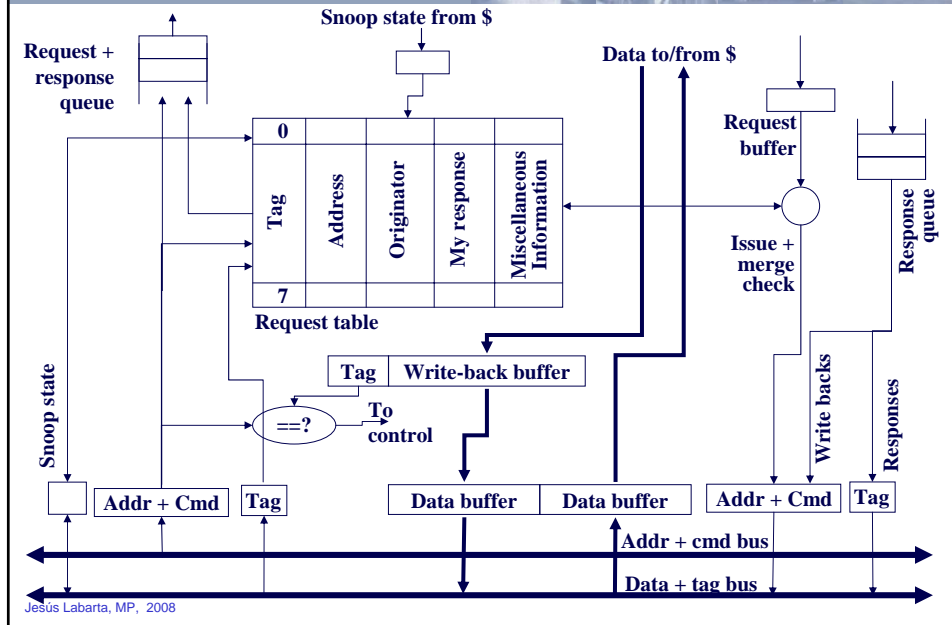 Snoop state from $
Request +
response
queue
Data to/from $
Request
buffer
Response
queue
0
Tag
Address
Originator
My response
Miscellaneous
Information
7
Request table
Issue +
merge
check
Tag
Write-back buffer
==?
To
control
Snoop state
Write backs
Responses
Addr + Cmd
Tag
Data buffer
Data buffer
Addr + Cmd
Tag
Addr + cmd bus
Data + tag bus
Jesús Labarta, MP, 2008